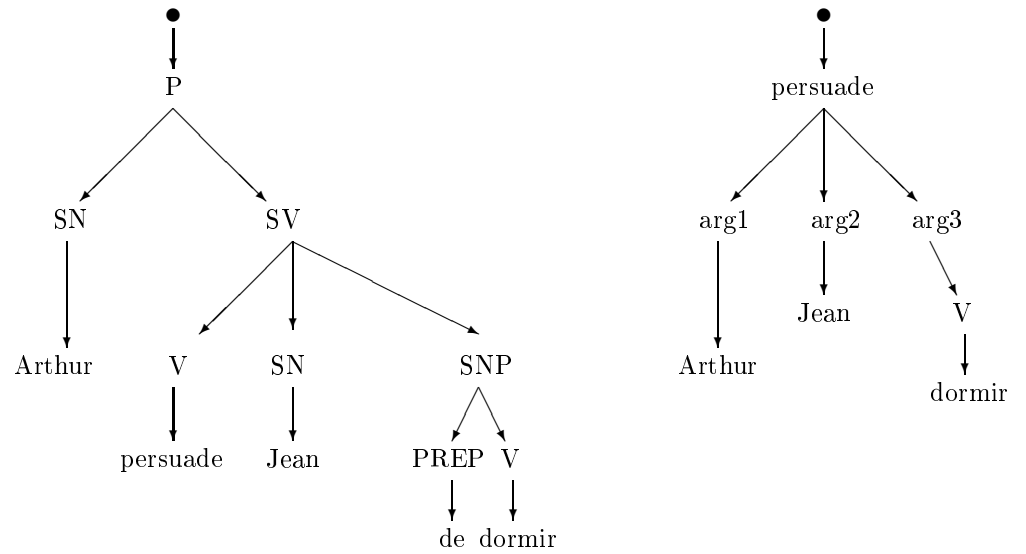 P persuade
SN SV arg1 arg2 arg3
Jean V
Arthur V SN SNP Arthur
dormir
persuade Jean PREP V
de dormir